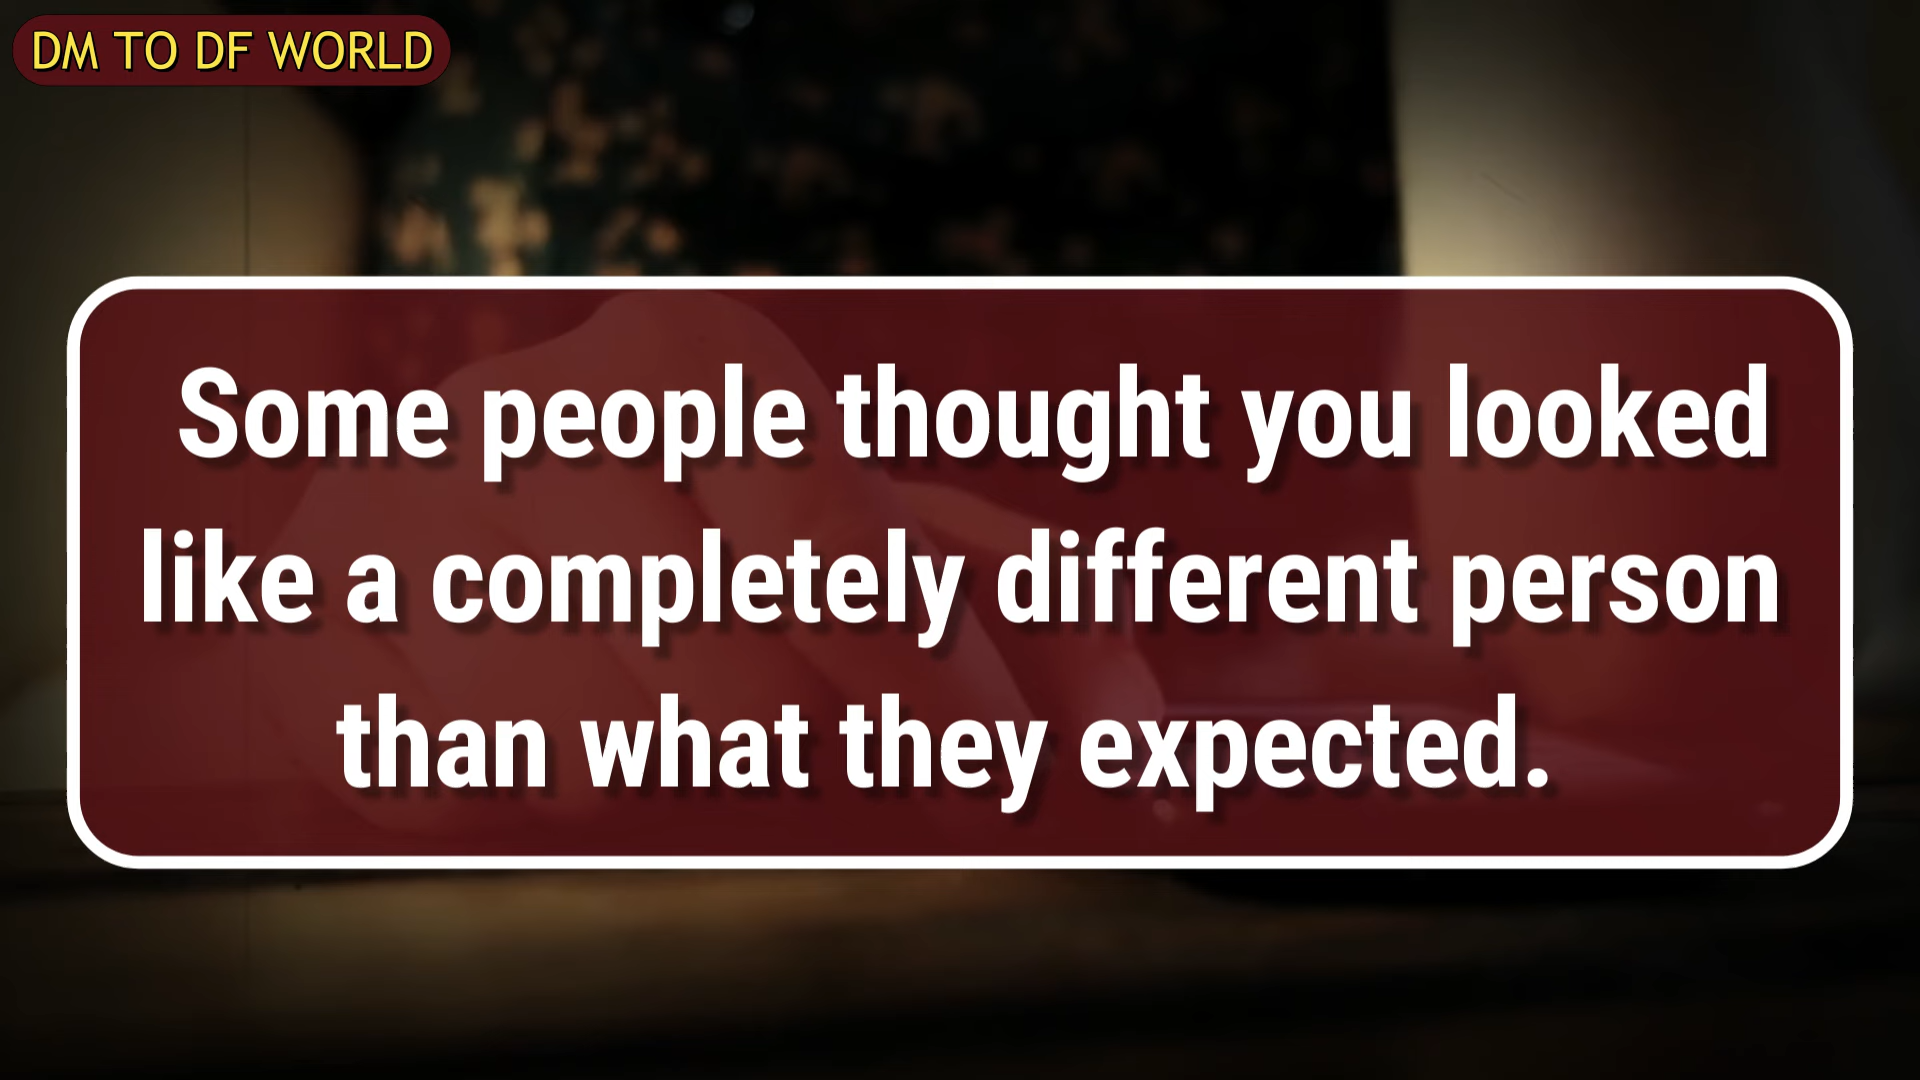 DM TO DF WORLD
Some people thought you looked
like a completely different person
than what they expected.